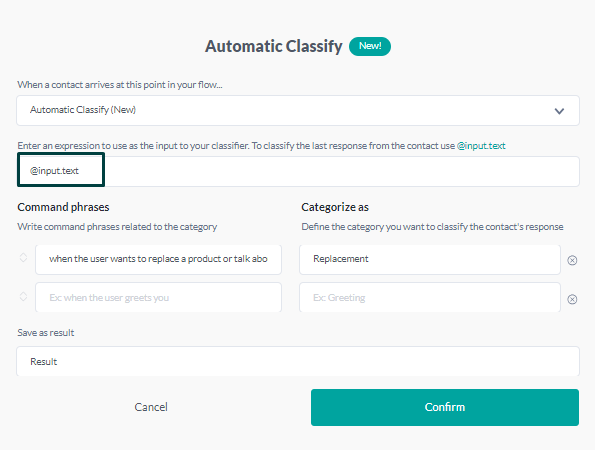 Automatic Classify New!
When a contact arrives at this point in your flow...
Automatic Classify (New)
Enter an expression to use as the input to your classifier. To classify the last response from the contact use @input.text
@input.text
Command phrases Categorize as
Write command phrases related to the category Define the category you want to classify the contact's response
when the user wants to replace a product or talk abo Replacement
Ex: when the user greets you Ex: Greeting
Save as result
Result
Cancel Confirm